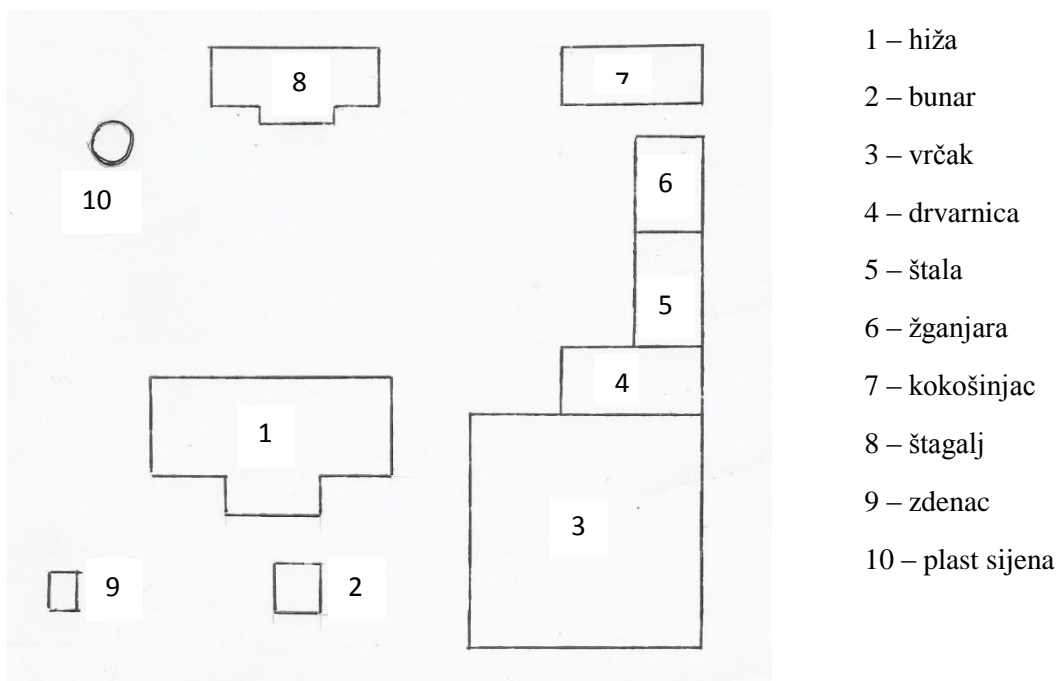 8
7
10
6
5
4
1
3
9
2
1 – hiža
2 – bunar
3 – vrčak
4 – drvarnica
5 – štala
6 – žganjara
7 – kokošinjac
8 – štagalj
9 – zdenac
10 – plast sijena